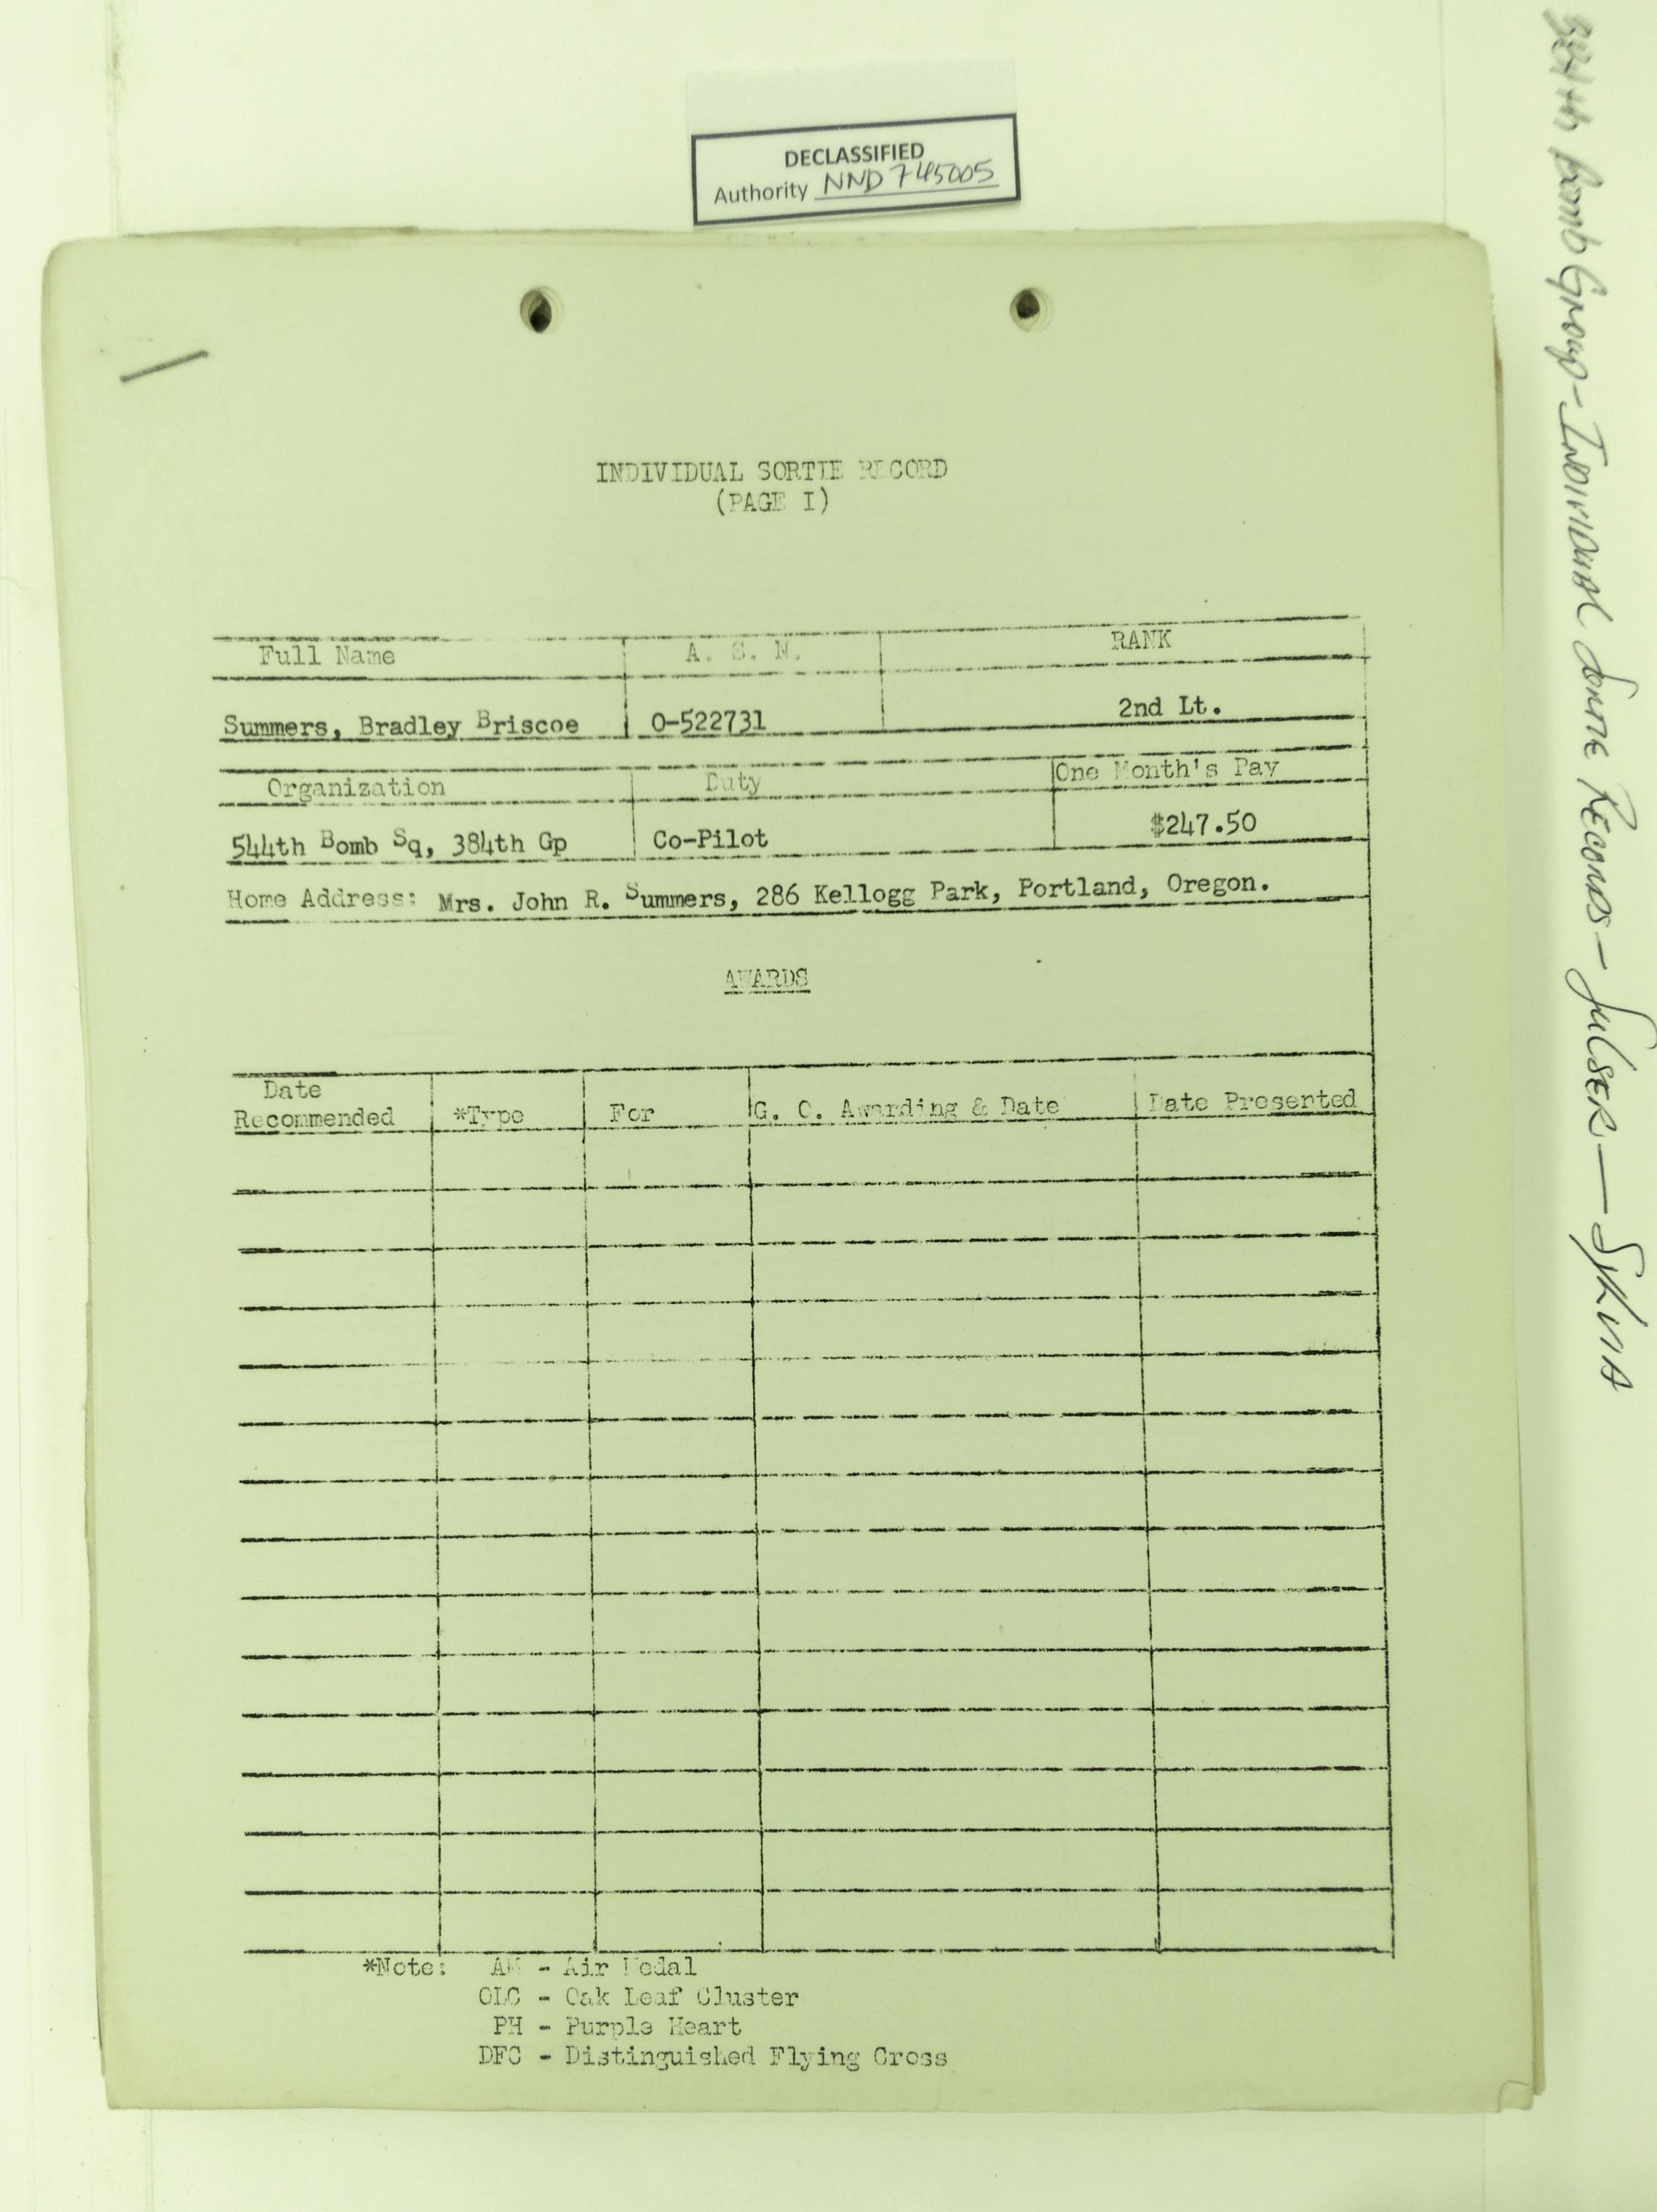 DECLASSIFIED
Authority NND 745005
INDIVIDUAL SORTIE RECORD
(PAGE I)
Full Name A. S. N. RANK
Summers, Bradley Briscoe 0-522731 2nd Lt.
Organization Duty One Month's Pay
544th Bomb Sq, 384th Gp Co-Pilot $247.50
Home Address: Mrs. John R. Summers, 286 Kellogg Park, Portland, Oregon.
AWARDS
Date
Recommended *Type For G. O. Awarding & Date Date Presented
*Note: AM - Air Medal
OLC - Oak Leaf Cluster
PH - Purple Heart
DFC - Distinguished Flying Cross
384th Bomb Group - Individual Sortie Records - Sulser — Sylvia